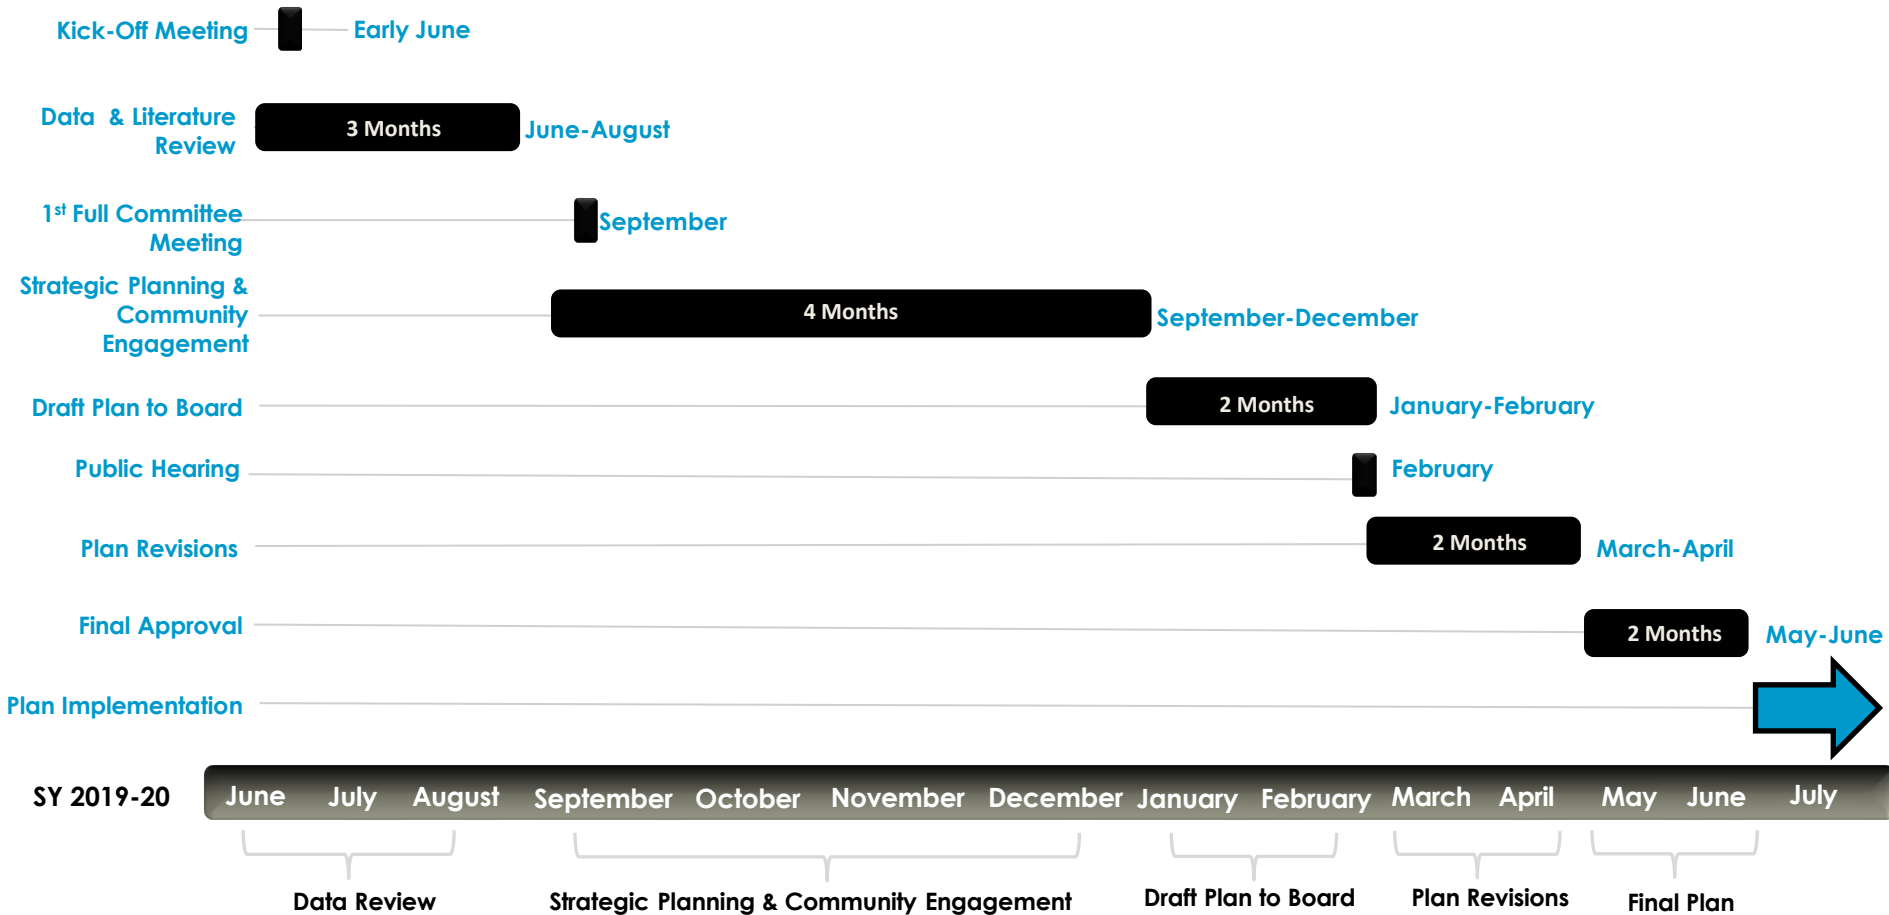 Kick-Off Meeting
Early June
Data & Literature
Review
3 Months
June-August
1st Full Committee
Meeting
September
Strategic Planning &
Community
Engagement
4 Months
September-December
Draft Plan to Board
2 Months
January-February
Public Hearing
February
Plan Revisions
2 Months
March-April
Final Approval
2 Months
May-June
Plan Implementation
SY 2019-20
June July August September October November December January February March April May June July
Data Review
Strategic Planning & Community Engagement
Draft Plan to Board
Plan Revisions
Final Plan